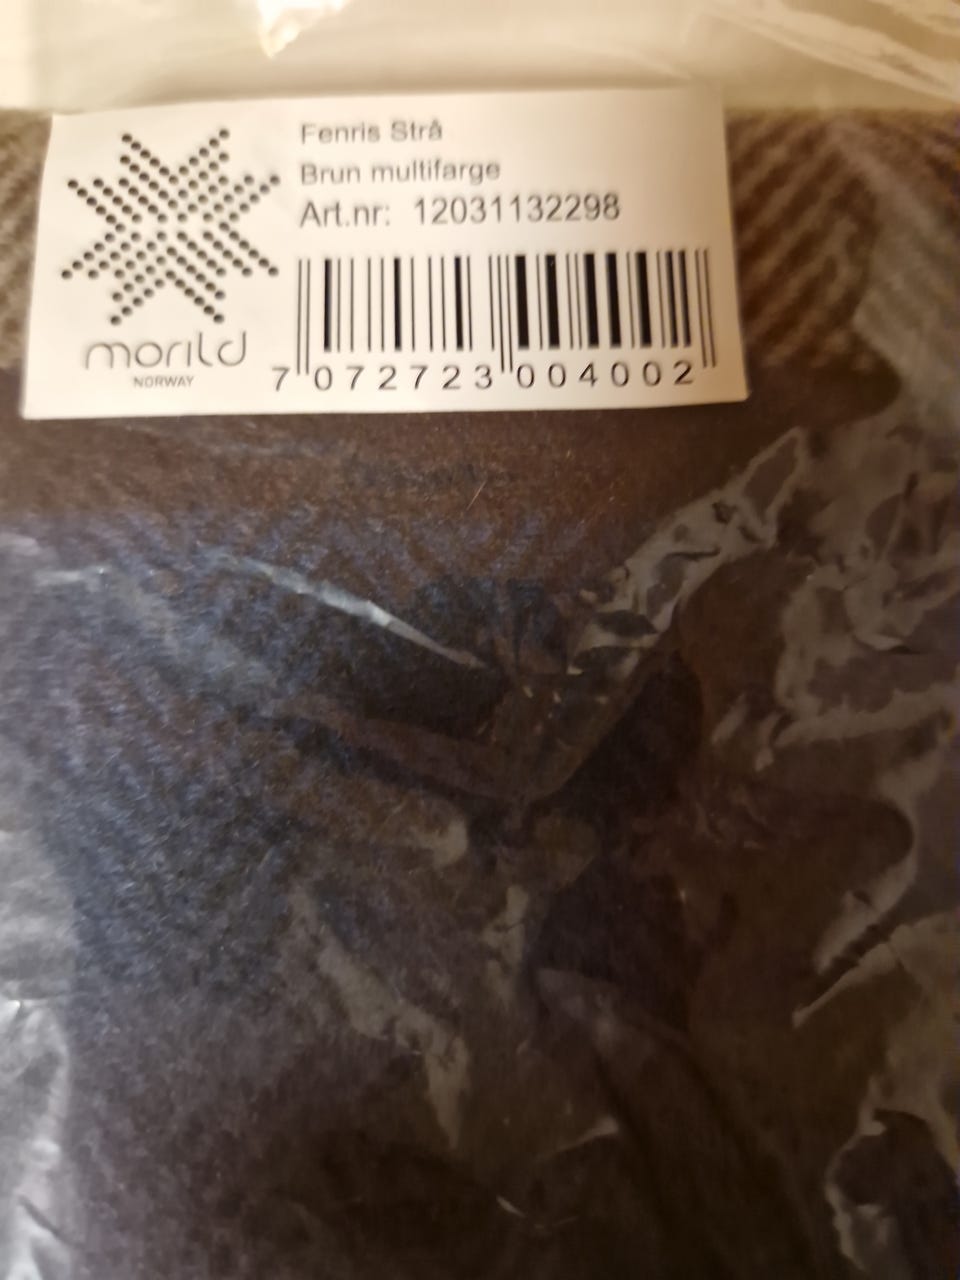 Fenris Strå
Brun multifarge
Art.nr: 12031132298
morild
NORWAY
7 072723 004002